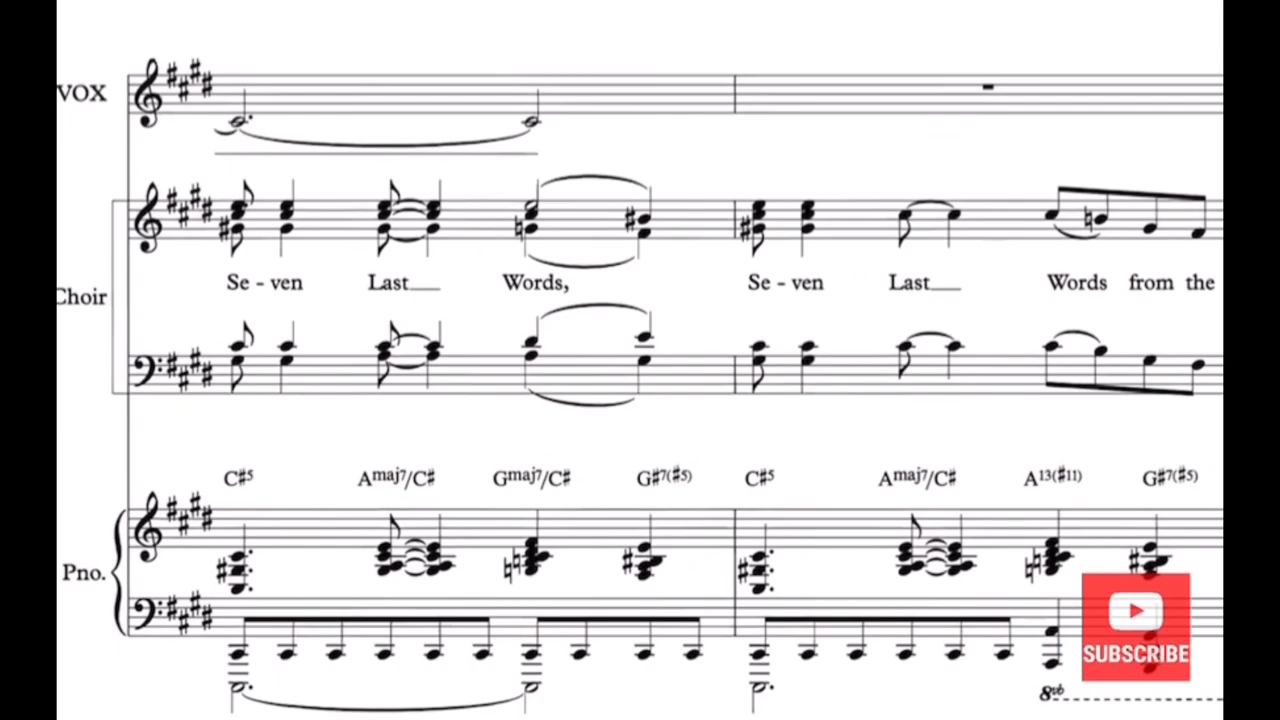 VOX
Se - ven Last Words, Se - ven Last Words from the
Choir
C♯5 Amaj7/C♯ Gmaj7/C♯ G♯7(♯5) C♯5 Amaj7/C♯ A13(♯11) G♯7(♯5)
Pno.
SUBSCRIBE
8vb